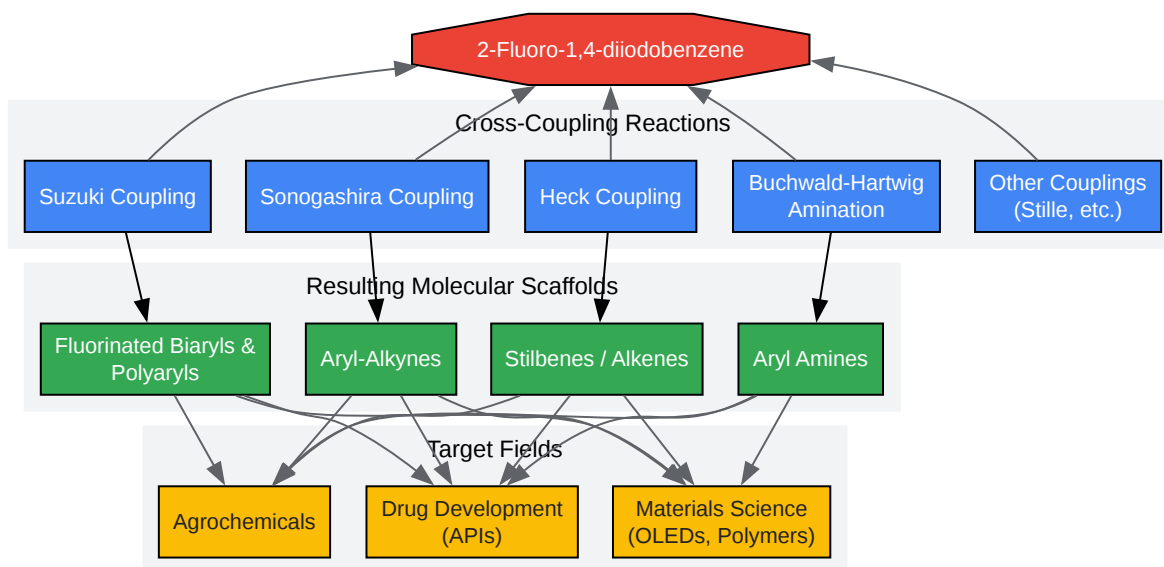 2-Fluoro-1,4-diiodobenzene
Cross-Coupling Reactions
Suzuki Coupling
Sonogashira Coupling
Heck Coupling
Buchwald-Hartwig
Amination
Other Couplings
(Stille, etc.)
Resulting Molecular Scaffolds
Fluorinated Biaryls &
Polyaryls
Aryl-Alkynes
Stilbenes / Alkenes
Aryl Amines
Target Fields
Agrochemicals
Drug Development
(APIs)
Materials Science
(OLEDs, Polymers)